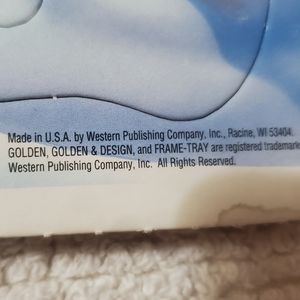 Made in U.S.A. by Western Publishing Company, Inc., Racine, WI 53404.
GOLDEN, GOLDEN & DESIGN, and FRAME-TRAY are registered trademark
Western Publishing Company, Inc. All Rights Reserved.